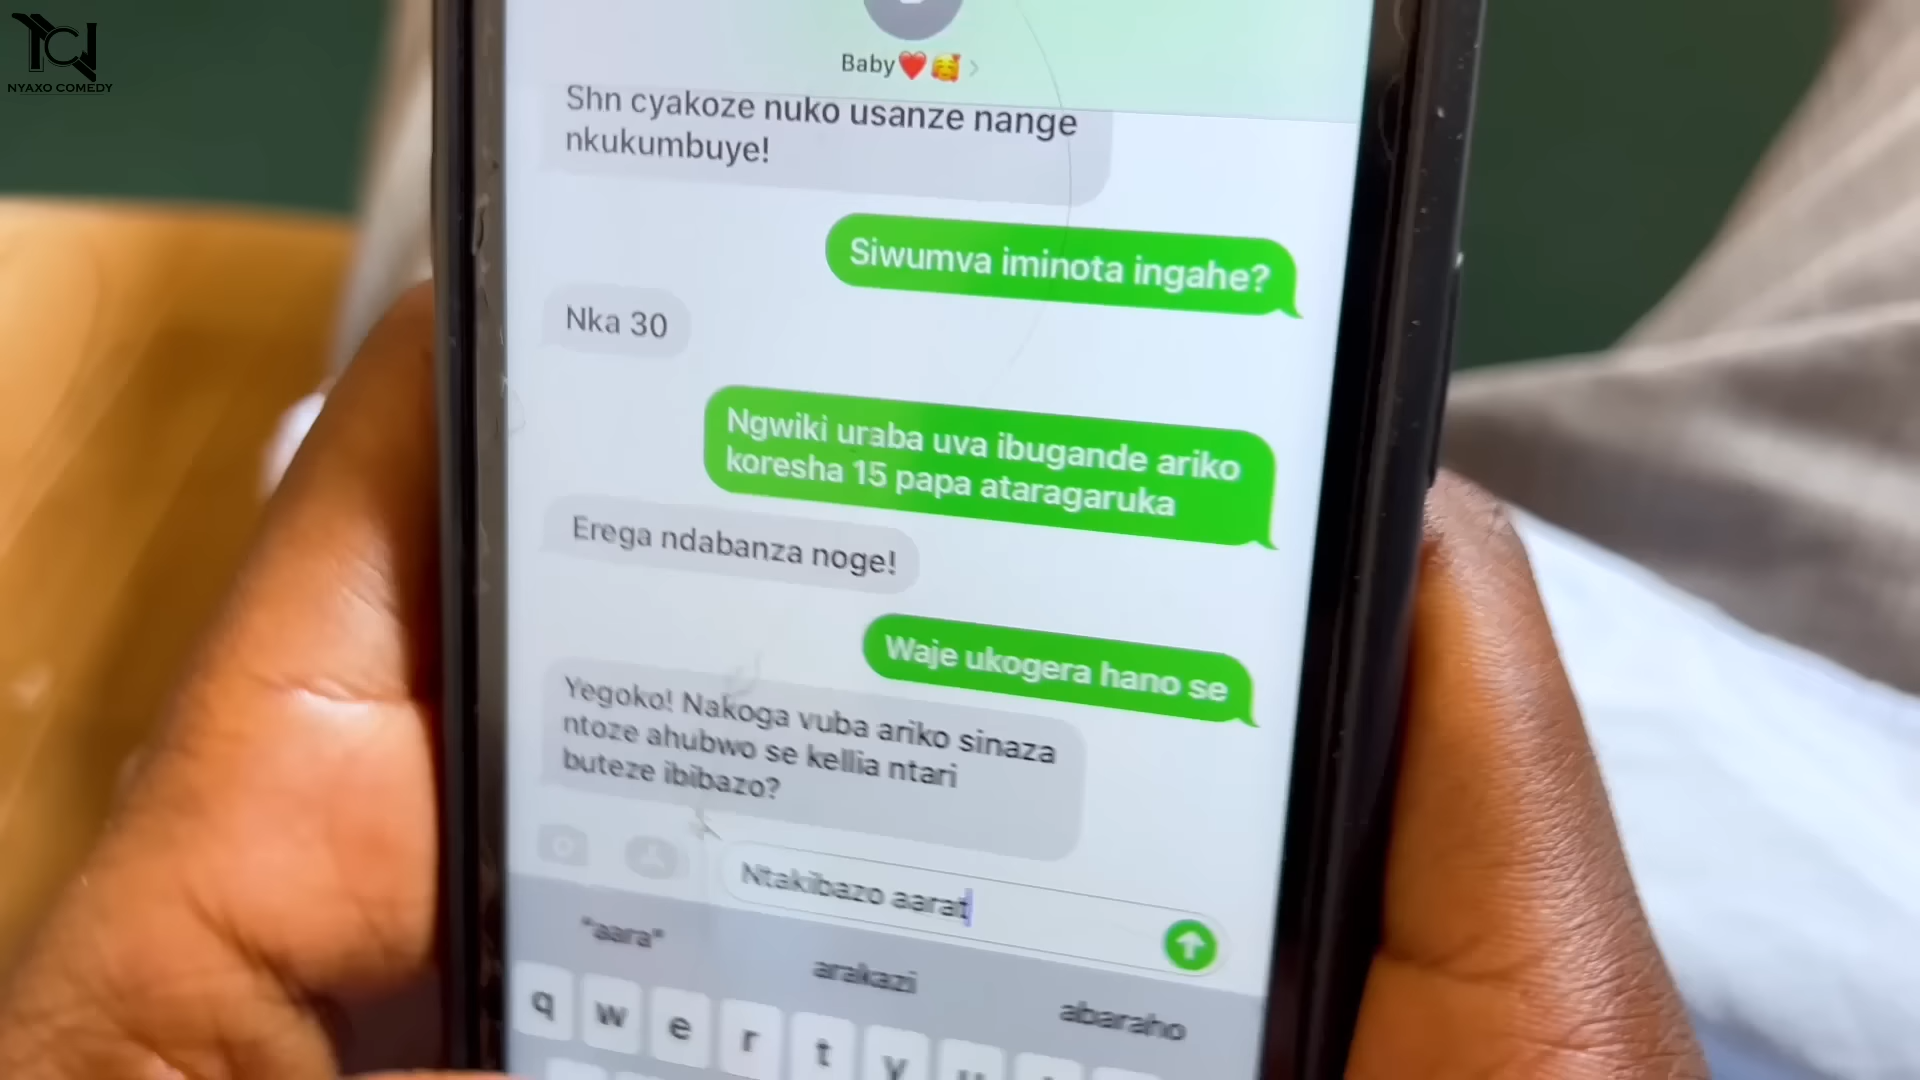 NYAXO COMEDY
Baby❤️🥰
Shn cyakoze nuko usanze nange
nkukumbuye!
Siwumva iminota ingahe?
Nka 30
Ngwiki uraba uva ibugande ariko
koresha 15 papa ataragaruka
Erega ndabanza noge!
Waje ukogera hano se
Yegoko! Nakoga vuba ariko sinaza
ntoze ahubwo se kellia ntari
buteze ibibazo?
Ntakibazo aarat
"aara" arakazi abaraho
q w e r t y